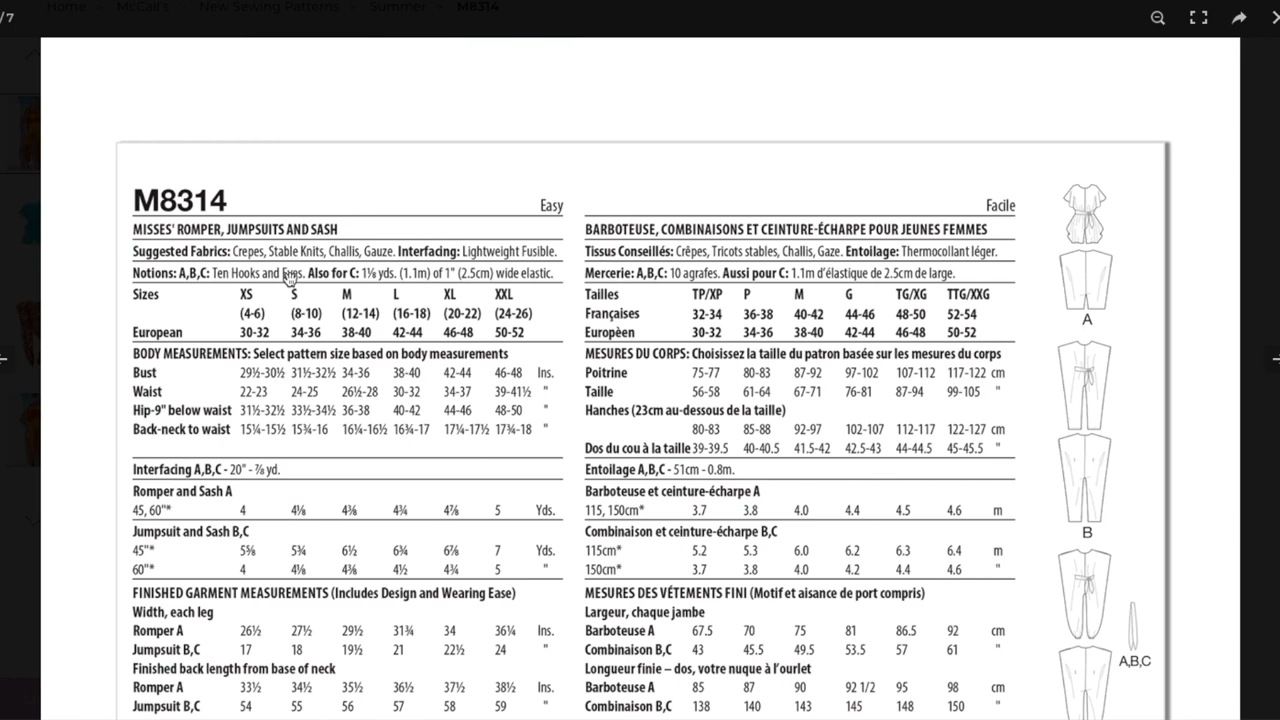 Home McCall's New Sewing Patterns Summer M8314
/7
M8314 Easy
MISSES' ROMPER, JUMPSUITS AND SASH
Suggested Fabrics: Crepes, Stable Knits, Challis, Gauze. Interfacing: Lightweight Fusible.
Notions: A,B,C: Ten Hooks and Eyes. Also for C: 1⅛ yds. (1.1m) of 1" (2.5cm) wide elastic.
Sizes XS S M L XL XXL
(4-6) (8-10) (12-14) (16-18) (20-22) (24-26)
European 30-32 34-36 38-40 42-44 46-48 50-52
BODY MEASUREMENTS: Select pattern size based on body measurements
Bust 29½-30½ 31½-32½ 34-36 38-40 42-44 46-48 Ins.
Waist 22-23 24-25 26½-28 30-32 34-37 39-41½ "
Hip-9" below waist 31½-32½ 33½-34½ 36-38 40-42 44-46 48-50 "
Back-neck to waist 15¼-15½ 15¾-16 16¼-16½ 16¾-17 17¼-17½ 17¾-18 "
Interfacing A,B,C - 20" - ⅞ yd.
Romper and Sash A
45, 60"* 4 4⅛ 4⅜ 4¾ 4⅞ 5 Yds.
Jumpsuit and Sash B,C
45"* 5⅝ 5¾ 6½ 6¾ 6⅞ 7 Yds.
60"* 4 4⅛ 4⅜ 4½ 4¾ 5 "
FINISHED GARMENT MEASUREMENTS (Includes Design and Wearing Ease)
Width, each leg
Romper A 26½ 27½ 29½ 31¾ 34 36¼ Ins.
Jumpsuit B,C 17 18 19½ 21 22½ 24 "
Finished back length from base of neck
Romper A 33½ 34½ 35½ 36½ 37½ 38½ Ins.
Jumpsuit B,C 54 55 56 57 58 59 "
Facile
BARBOTEUSE, COMBINAISONS ET CEINTURE-ÉCHARPE POUR JEUNES FEMMES
Tissus Conseillés: Crêpes, Tricots stables, Challis, Gaze. Entoilage: Thermocollant léger.
Mercerie: A,B,C: 10 agrafes. Aussi pour C: 1.1m d'élastique de 2.5cm de large.
Tailles TP/XP P M G TG/XG TTG/XXG
Françaises 32-34 36-38 40-42 44-46 48-50 52-54
Europèen 30-32 34-36 38-40 42-44 46-48 50-52
MESURES DU CORPS: Choisissez la taille du patron basée sur les mesures du corps
Poitrine 75-77 80-83 87-92 97-102 107-112 117-122 cm
Taille 56-58 61-64 67-71 76-81 87-94 99-105 "
Hanches (23cm au-dessous de la taille)
80-83 85-88 92-97 102-107 112-117 122-127 cm
Dos du cou à la taille 39-39.5 40-40.5 41.5-42 42.5-43 44-44.5 45-45.5 "
Entoilage A,B,C - 51cm - 0.8m.
Barboteuse et ceinture-écharpe A
115, 150cm* 3.7 3.8 4.0 4.4 4.5 4.6 m
Combinaison et ceinture-écharpe B,C
115cm* 5.2 5.3 6.0 6.2 6.3 6.4 m
150cm* 3.7 3.8 4.0 4.2 4.4 4.6 "
MESURES DES VÉTEMENTS FINI (Motif et aisance de port compris)
Largeur, chaque jambe
Barboteuse A 67.5 70 75 81 86.5 92 cm
Combinaison B,C 43 45.5 49.5 53.5 57 61 "
Longueur finie – dos, votre nuque à l'ourlet
Barboteuse A 85 87 90 92 1/2 95 98 cm
Combinaison B,C 138 140 143 145 148 150 "
A
B
A,B,C